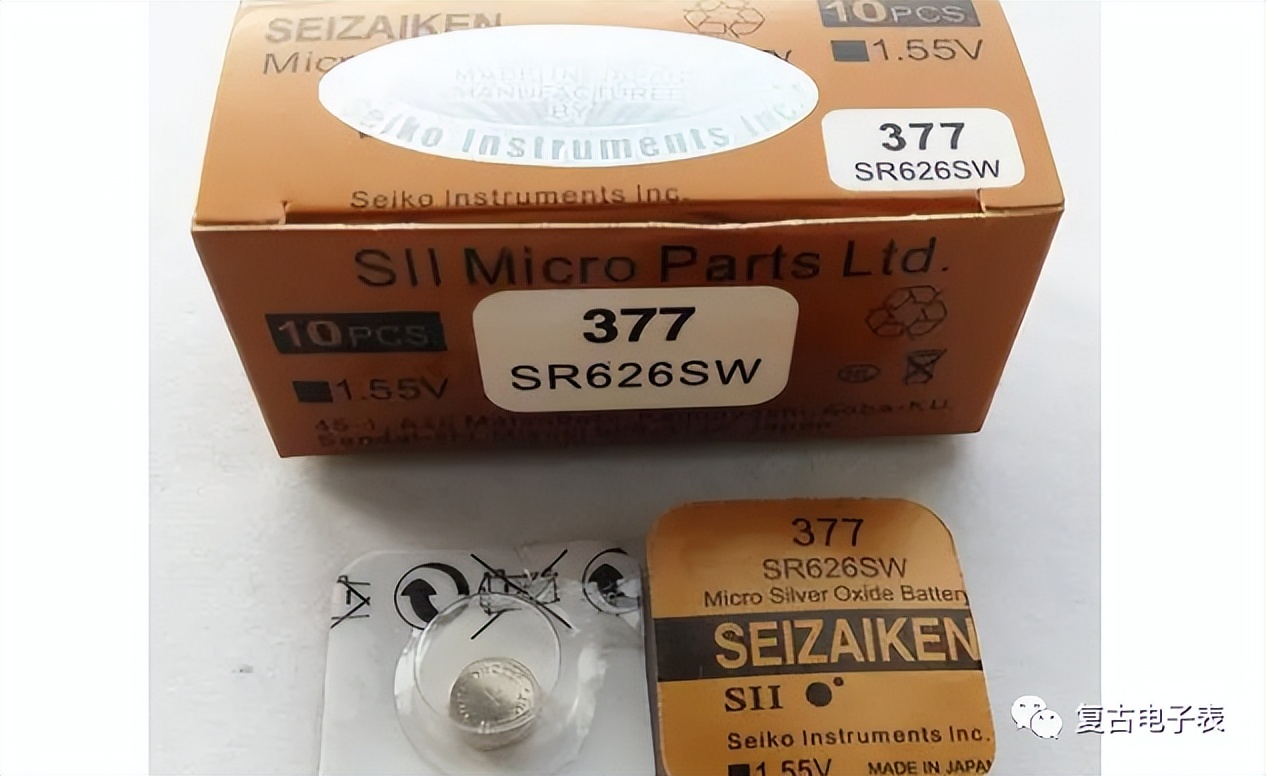 SEIZAIKEN
10PCS
1.55V
MADE IN JAPAN
MANUFACTURED
BY
Seiko Instruments Inc.
377
SR626SW
Seiko Instruments Inc.
SII Micro Parts Ltd.
10PCS
377
SR626SW
1.55V
377
SR626SW
Micro Silver Oxide Battery
SEIZAIKEN
SII
Seiko Instruments Inc.
1.55V MADE IN JAPAN
复古电子表